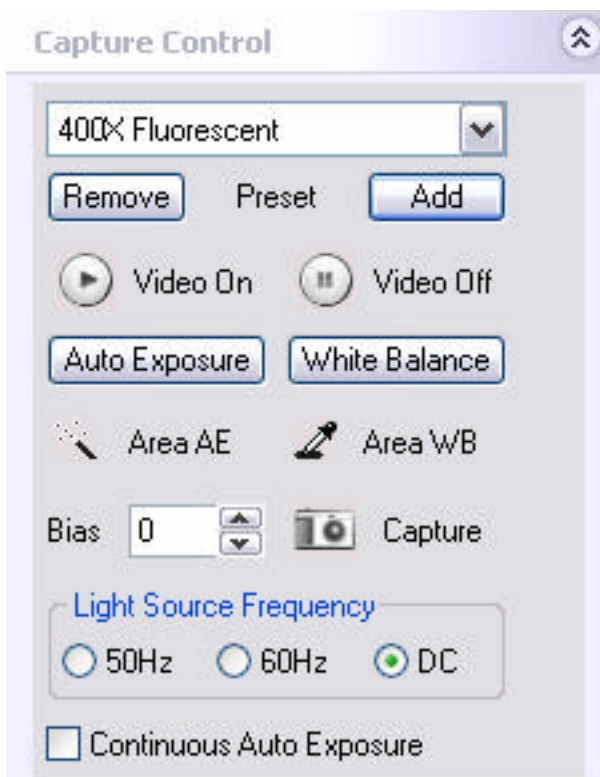 Capture Control
400X Fluorescent
Remove Preset Add
Video On Video Off
Auto Exposure White Balance
Area AE Area WB
Bias 0 Capture
Light Source Frequency
50Hz 60Hz DC
Continuous Auto Exposure